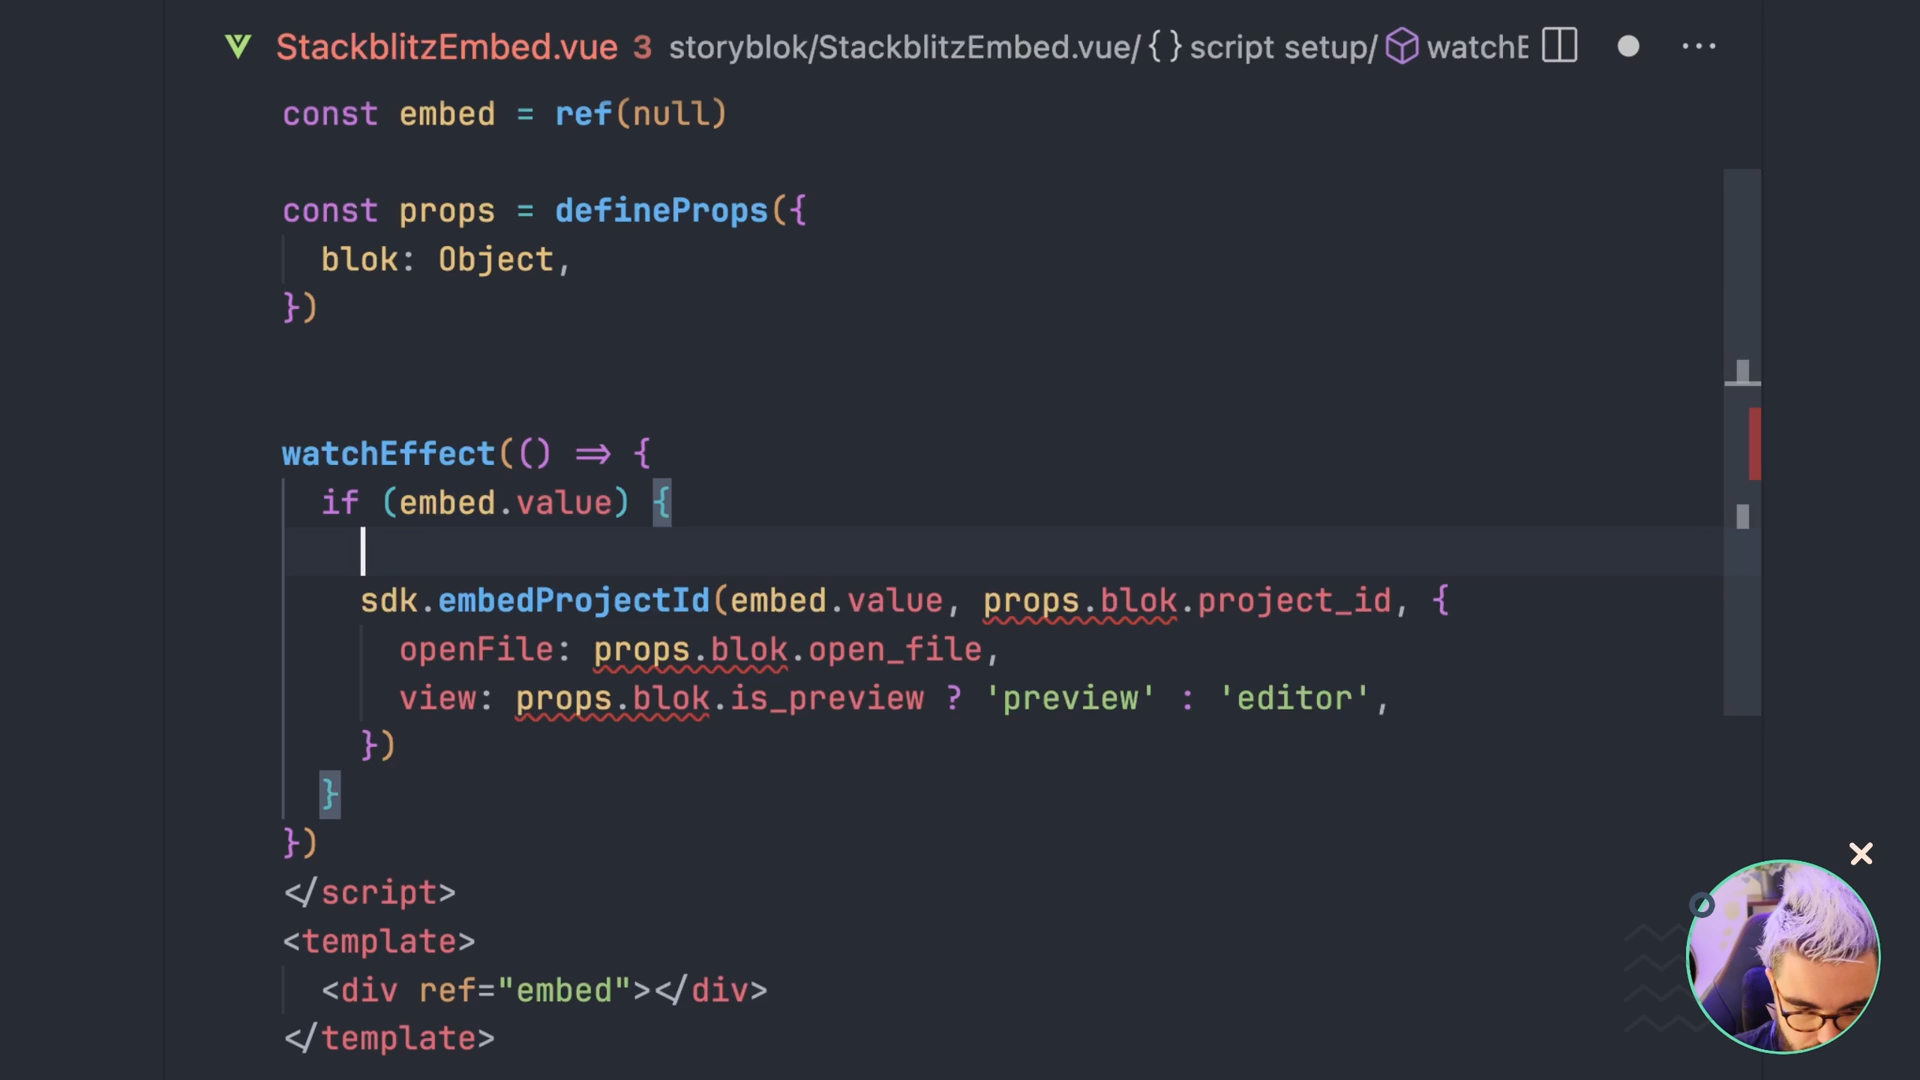 StackblitzEmbed.vue 3 storyblok/StackblitzEmbed.vue/{}script setup/watchE ...
const embed = ref(null)
const props = defineProps({
  blok: Object,
})
watchEffect(() => {
  if (embed.value) {
    sdk.embedProjectId(embed.value, props.blok.project_id, {
      openFile: props.blok.open_file,
      view: props.blok.is_preview ? 'preview' : 'editor',
    })
  }
})
</script>
<template>
  <div ref="embed"></div>
</template>